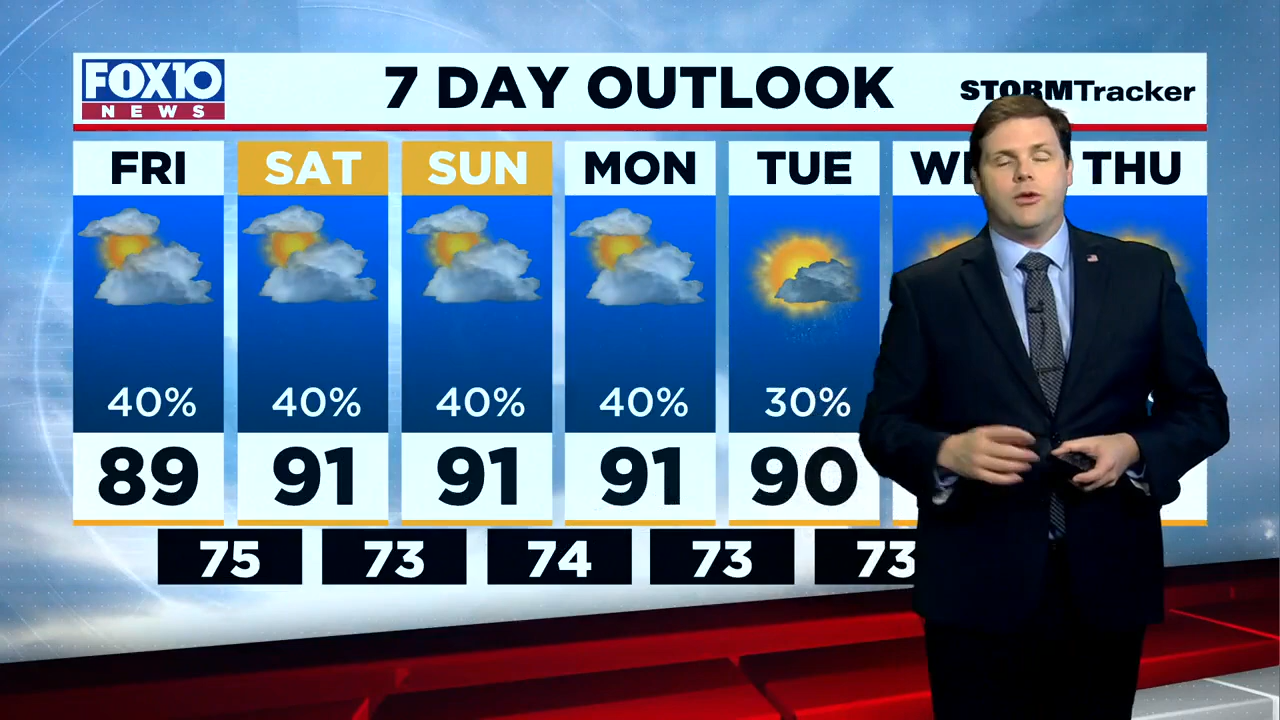 FOX10
NEWS
7 DAY OUTLOOK
STORMTracker
FRI SAT SUN MON TUE THU
40% 40% 40% 40% 30%
89 91 91 91 90
75 73 74 73 73